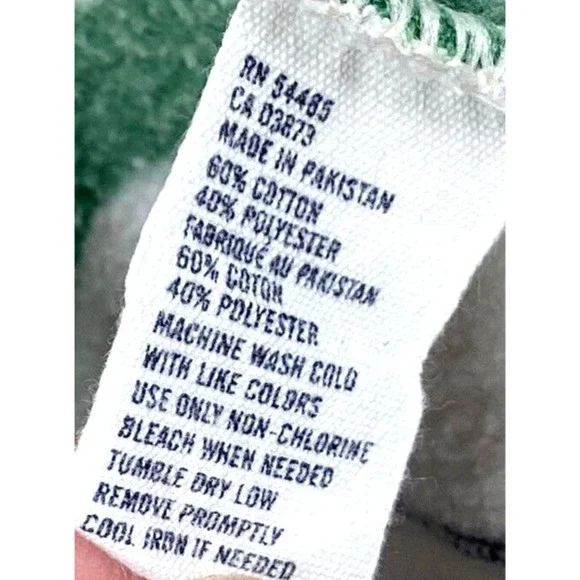 RN 54485
CA 03873
MADE IN PAKISTAN
60% COTTON
40% POLYESTER
FABRIQUÉ AU PAKISTAN
60% COTON
40% POLYESTER
MACHINE WASH COLD
WITH LIKE COLORS
USE ONLY NON-CHLORINE
BLEACH WHEN NEEDED
TUMBLE DRY LOW
REMOVE PROMPTLY
COOL IRON IF NEEDED